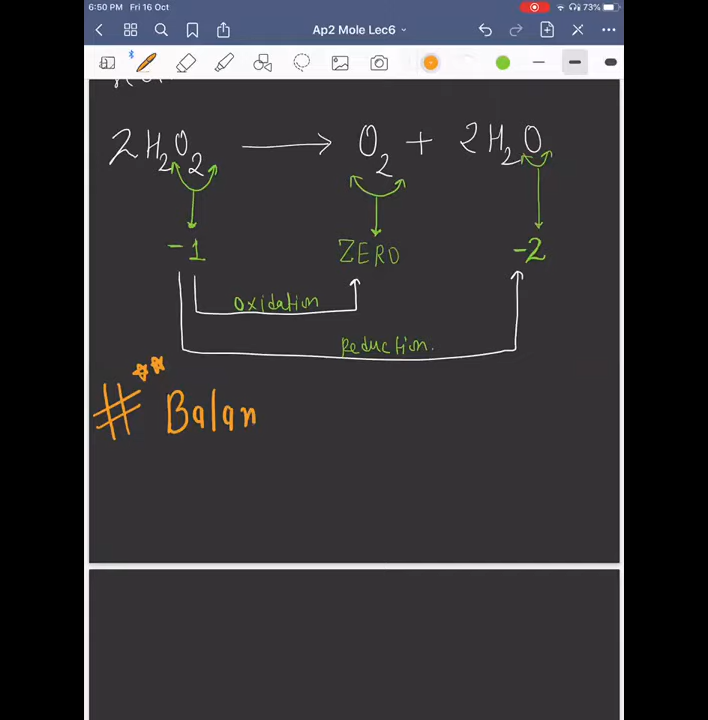 6:50 PM Fri 16 Oct 73%
Ap2 Mole Lec6
2H₂O₂ → O₂ + 2H₂O
-1 ZERO -2
oxidation
Reduction.
# ** Balan